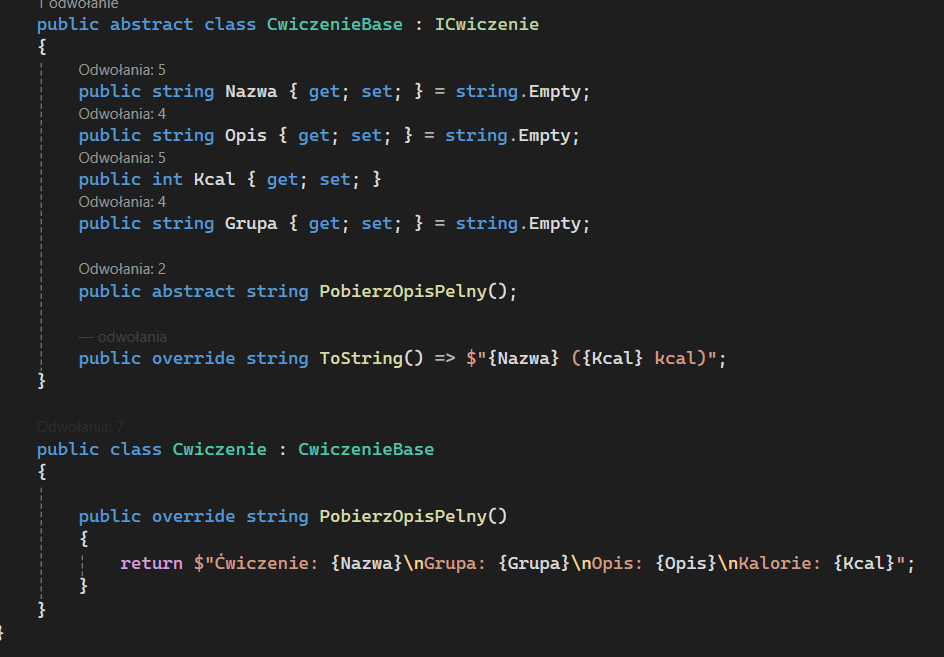 1 odwołanie
public abstract class CwiczenieBase : ICwiczenie
{
Odwołania: 5
public string Nazwa { get; set; } = string.Empty;
Odwołania: 4
public string Opis { get; set; } = string.Empty;
Odwołania: 5
public int Kcal { get; set; }
Odwołania: 4
public string Grupa { get; set; } = string.Empty;
Odwołania: 2
public abstract string PobierzOpisPelny();
— odwołania
public override string ToString() => $"{Nazwa} ({Kcal} kcal)";
}
Odwołania: 7
public class Cwiczenie : CwiczenieBase
{
public override string PobierzOpisPelny()
{
return $"Ćwiczenie: {Nazwa}\nGrupa: {Grupa}\nOpis: {Opis}\nKalorie: {Kcal}";
}
}
}